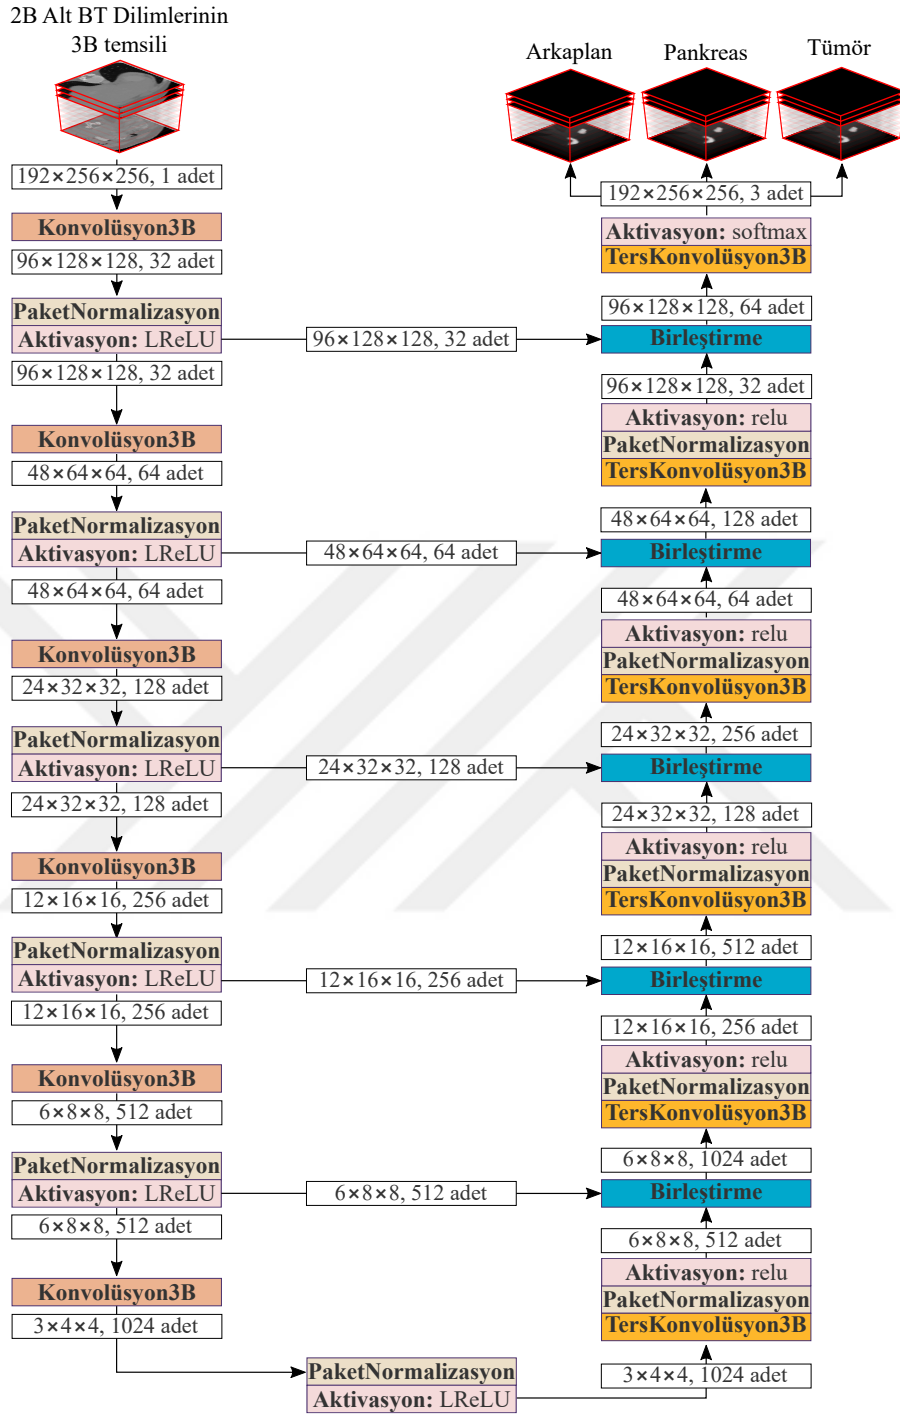 2B Alt BT Dilimlerinin
3B temsili
192×256×256, 1 adet
Konvolüsyon3B
96×128×128, 32 adet
PaketNormalizasyon
Aktivasyon: LReLU
96×128×128, 32 adet
Konvolüsyon3B
48×64×64, 64 adet
PaketNormalizasyon
Aktivasyon: LReLU
48×64×64, 64 adet
Konvolüsyon3B
24×32×32, 128 adet
PaketNormalizasyon
Aktivasyon: LReLU
24×32×32, 128 adet
Konvolüsyon3B
12×16×16, 256 adet
PaketNormalizasyon
Aktivasyon: LReLU
12×16×16, 256 adet
Konvolüsyon3B
6×8×8, 512 adet
PaketNormalizasyon
Aktivasyon: LReLU
6×8×8, 512 adet
Konvolüsyon3B
3×4×4, 1024 adet
96×128×128, 32 adet
48×64×64, 64 adet
24×32×32, 128 adet
12×16×16, 256 adet
6×8×8, 512 adet
PaketNormalizasyon
Aktivasyon: LReLU
Arkaplan
Pankreas
Tümör
192×256×256, 3 adet
Aktivasyon: softmax
TersKonvolüsyon3B
96×128×128, 64 adet
Birleştirme
96×128×128, 32 adet
Aktivasyon: relu
PaketNormalizasyon
TersKonvolüsyon3B
48×64×64, 128 adet
Birleştirme
48×64×64, 64 adet
Aktivasyon: relu
PaketNormalizasyon
TersKonvolüsyon3B
24×32×32, 256 adet
Birleştirme
24×32×32, 128 adet
Aktivasyon: relu
PaketNormalizasyon
TersKonvolüsyon3B
12×16×16, 512 adet
Birleştirme
12×16×16, 256 adet
Aktivasyon: relu
PaketNormalizasyon
TersKonvolüsyon3B
6×8×8, 1024 adet
Birleştirme
6×8×8, 512 adet
Aktivasyon: relu
PaketNormalizasyon
TersKonvolüsyon3B
3×4×4, 1024 adet